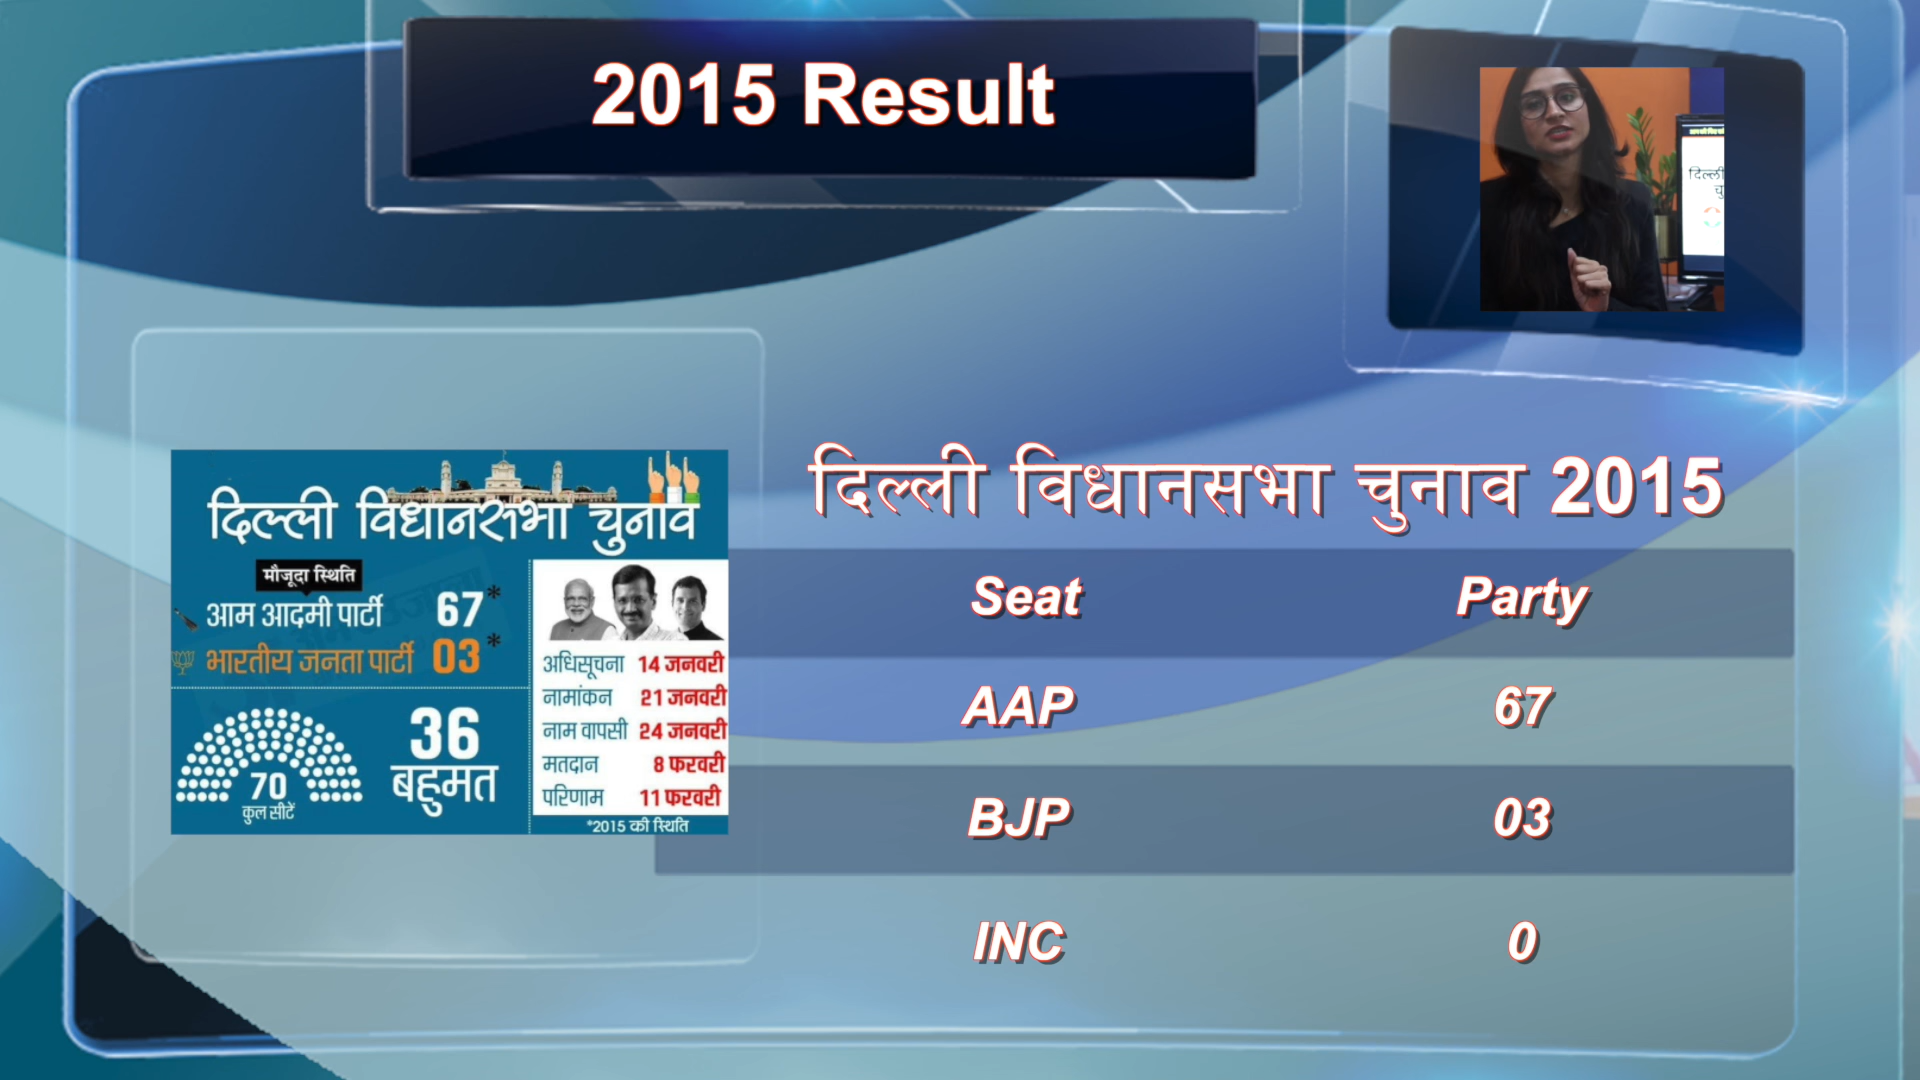 2015 Result
दिल्ली
चु
दिल्ली विधानसभा चुनाव 2015
Seat Party
AAP 67
BJP 03
INC 0
दिल्ली विधानसभा चुनाव
मौजूदा स्थिति
आम आदमी पार्टी 67*
भारतीय जनता पार्टी 03*
70
कुल सीटें
36
बहुमत
अधिसूचना 14 जनवरी
नामांकन 21 जनवरी
नाम वापसी 24 जनवरी
मतदान 8 फरवरी
परिणाम 11 फरवरी
*2015 की स्थिति